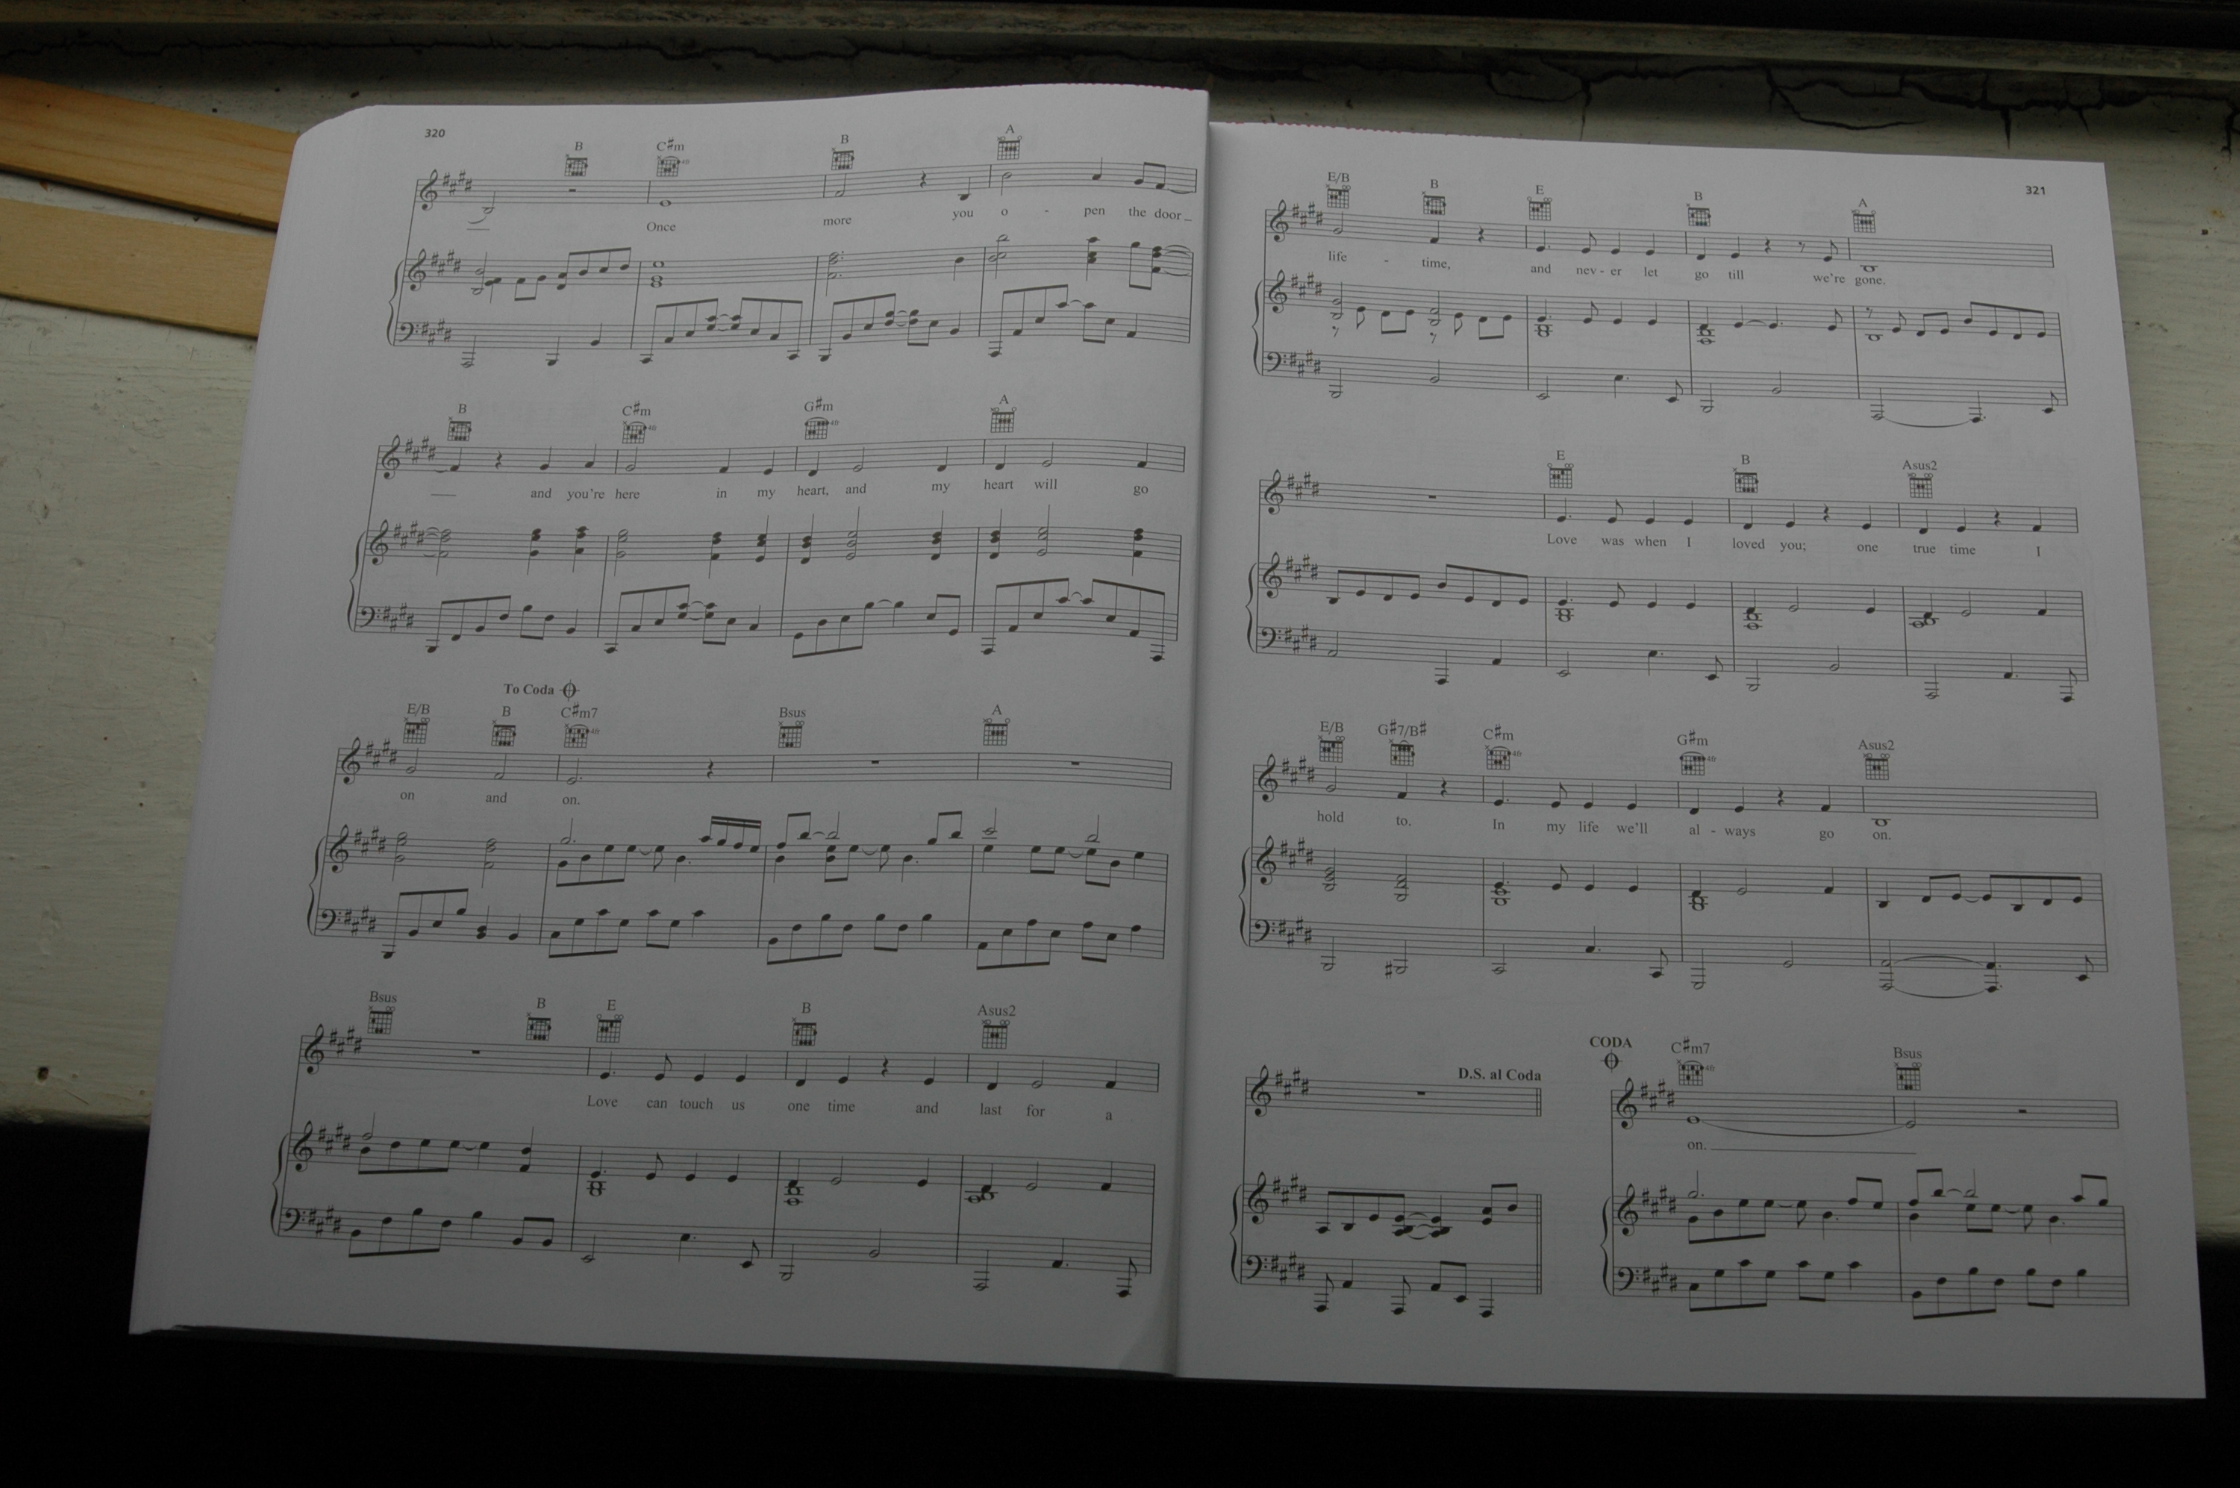 320
B C#m B A
Once more you o - pen the door
B C#m G#m A
and you're here in my heart, and my heart will go
To Coda
E/B B C#m7 Bsus A
on and on.
Bsus B E B Asus2
Love can touch us one time and last for a
321
E/B B E B A
life - time, and nev - er let go till we're gone.
E B Asus2
Love was when I loved you; one true time I
E/B G#7/B# C#m G#m Asus2
hold to. In my life we'll al - ways go on.
D.S. al Coda
CODA
C#m7 Bsus
on.